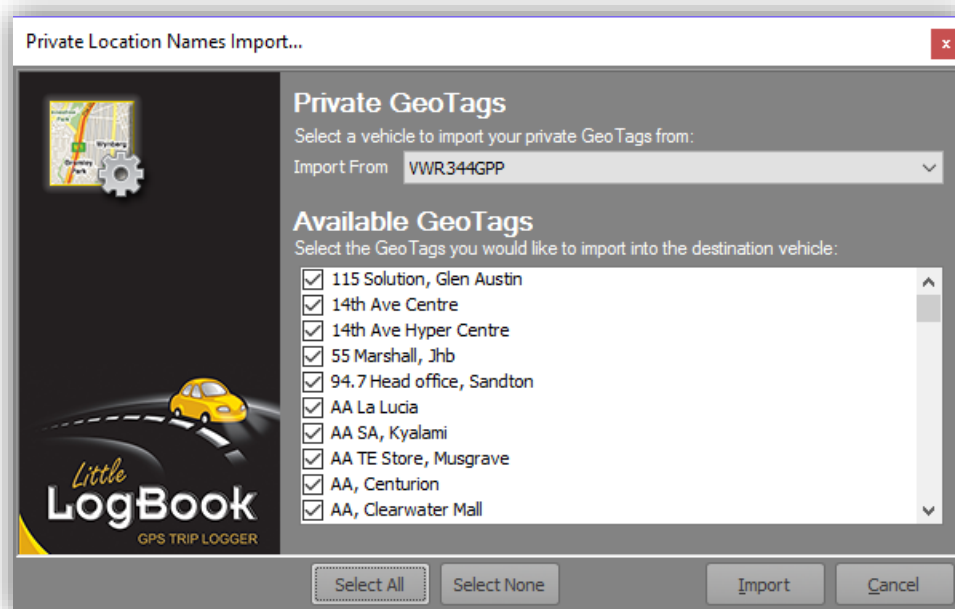 Private Location Names Import...
x
Private GeoTags
Select a vehicle to import your private GeoTags from:
Import From VWR344GPP
Available GeoTags
Select the GeoTags you would like to import into the destination vehicle:
115 Solution, Glen Austin
14th Ave Centre
14th Ave Hyper Centre
55 Marshall, Jhb
94.7 Head office, Sandton
AA La Lucia
AA SA, Kyalami
AA TE Store, Musgrave
AA, Centurion
AA, Clearwater Mall
Wynberg
Park
Little
LogBook
GPS TRIP LOGGER
Select All Select None Import Cancel